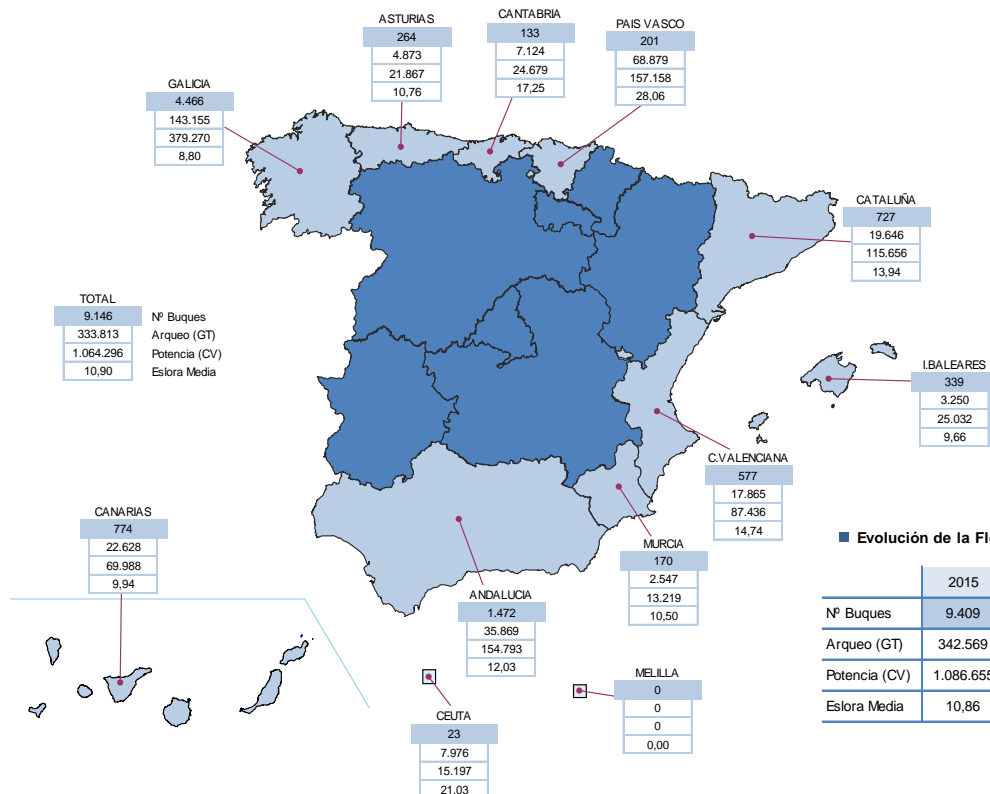 ASTURIAS
264
4.873
21.867
10,76
CANTABRIA
133
7.124
24.679
17,25
PAIS VASCO
201
68.879
157.158
28,06
GALICIA
4.466
143.155
379.270
8,80
CATALUÑA
727
19.646
115.656
13,94
TOTAL
9.146 Nº Buques
333.813 Arqueo (GT)
1.064.296 Potencia (CV)
10,90 Eslora Media
I.BALEARES
339
3.250
25.032
9,66
C.VALENCIANA
577
17.865
87.436
14,74
CANARIAS
774
22.628
69.988
9,94
MURCIA
170
2.547
13.219
10,50
ANDALUCIA
1.472
35.869
154.793
12,03
MELILLA
0
0
0
0,00
CEUTA
23
7.976
15.197
21,03
Evolución de la
2015
Nº Buques 9.409
Arqueo (GT) 342.569
Potencia (CV) 1.086.655
Eslora Media 10,86